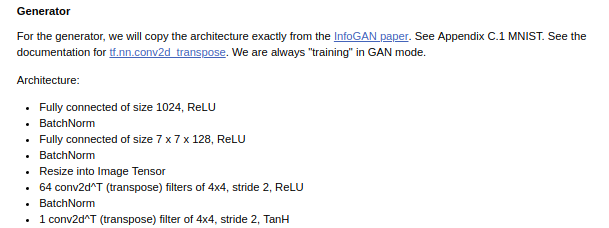 Generator
For the generator, we will copy the architecture exactly from the InfoGAN paper. See Appendix C.1 MNIST. See the
documentation for tf.nn.conv2d_transpose. We are always "training" in GAN mode.
Architecture:
• Fully connected of size 1024, ReLU
• BatchNorm
• Fully connected of size 7 x 7 x 128, ReLU
• BatchNorm
• Resize into Image Tensor
• 64 conv2d^T (transpose) filters of 4x4, stride 2, ReLU
• BatchNorm
• 1 conv2d^T (transpose) filter of 4x4, stride 2, TanH